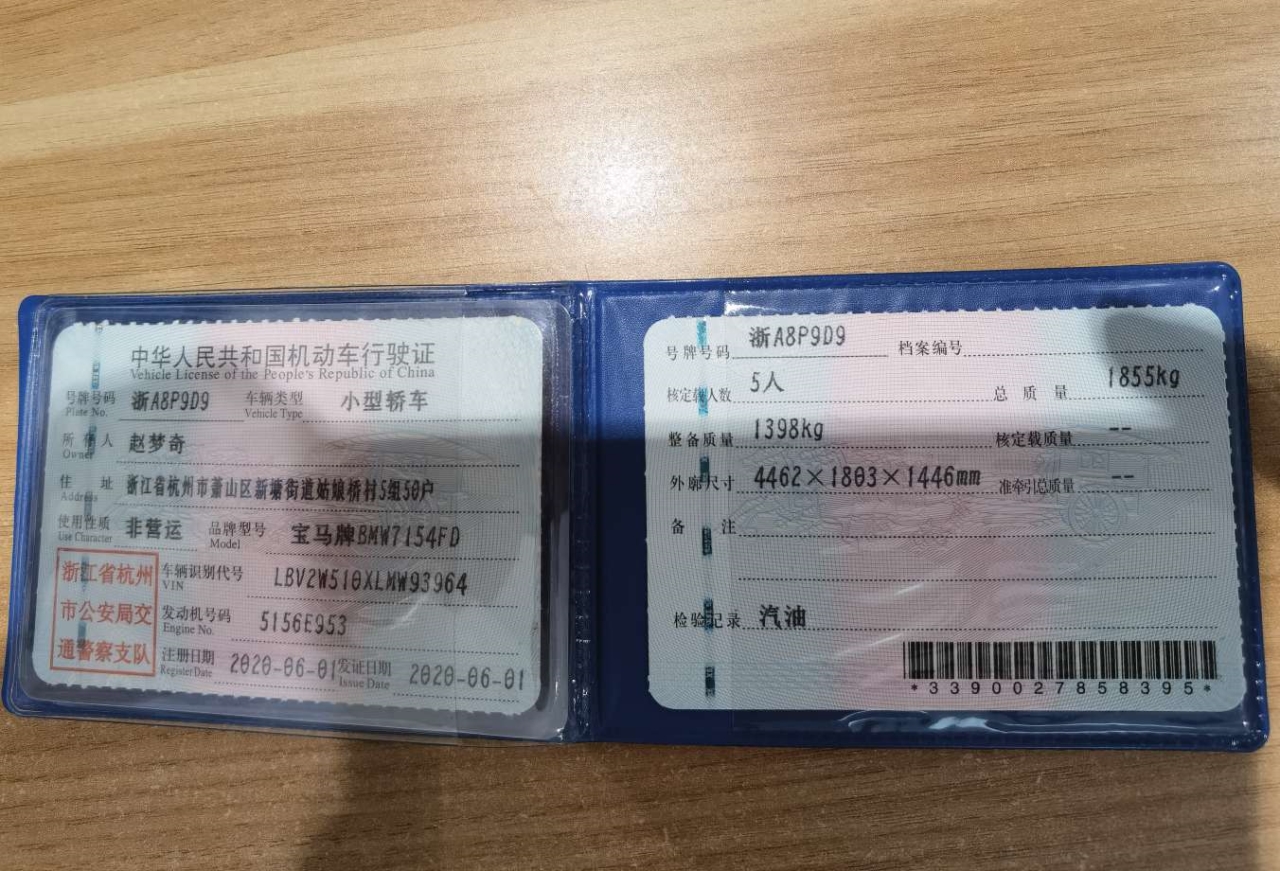 中华人民共和国机动车行驶证
Vehicle License of the People's Republic of China
号牌号码 浙A8P9D9 车辆类型 小型轿车
Plate No. Vehicle Type
所有人 赵梦奇
Owner
住址 浙江省杭州市萧山区新塘街道姑娘桥村5组50户
Address
使用性质 非营运 品牌型号 宝马牌BMW7154FD
Use Character Model
浙江省杭州
市公安局交
通警察支队
车辆识别代号 LBV2W510XLMW93964
VIN
发动机号码 5156E953
Engine No.
注册日期 2020-06-01 发证日期 2020-06-01
Register Date Issue Date
号牌号码 浙A8P9D9 档案编号
核定载人数 5人 总质量 1855kg
整备质量 1398kg 核定载质量 --
外廓尺寸 4462×1803×1446mm 准牵引总质量 --
备注
检验记录 汽油
*3390027858395*